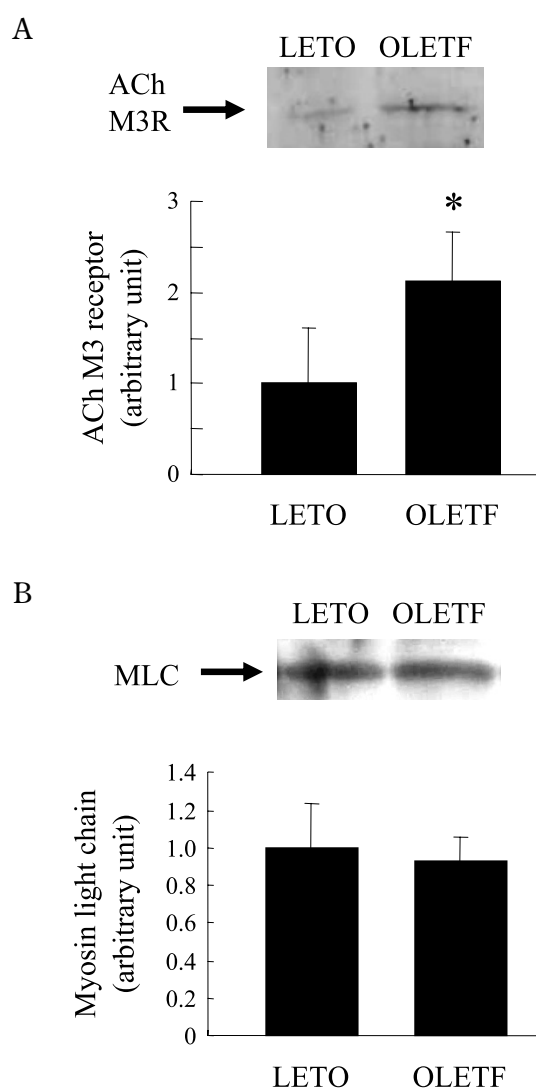 A
LETO OLETF
ACh
M3R
3
*
2
1
0
ACh M3 receptor
(arbitrary unit)
LETO OLETF
B
LETO OLETF
MLC
1.4
1.2
1.0
0.8
0.6
0.4
0.2
0
Myosin light chain
(arbitrary unit)
LETO OLETF